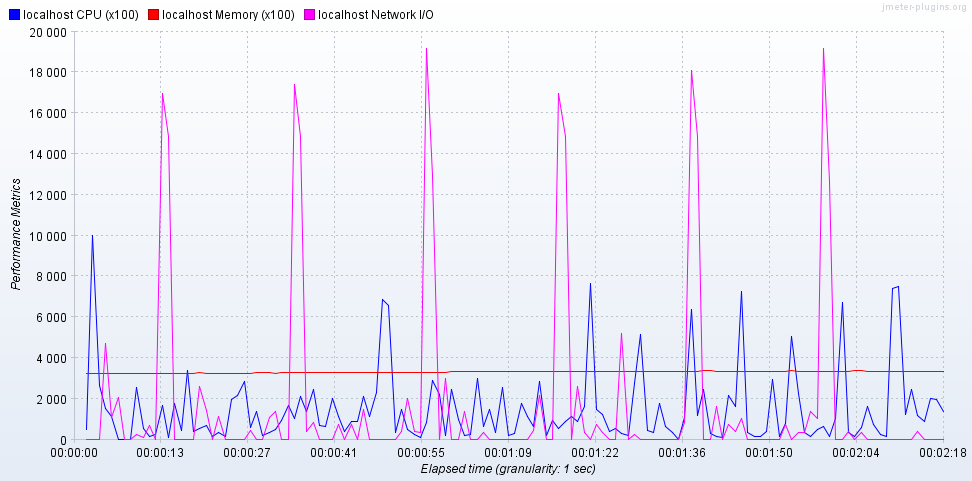 localhost CPU (x100) localhost Memory (x100) localhost Network I/O
jmeter-plugins.org
20 000
18 000
16 000
14 000
12 000
10 000
8 000
6 000
4 000
2 000
0
Performance Metrics
00:00:00 00:00:13 00:00:27 00:00:41 00:00:55 00:01:09 00:01:22 00:01:36 00:01:50 00:02:04 00:02:18
Elapsed time (granularity: 1 sec)